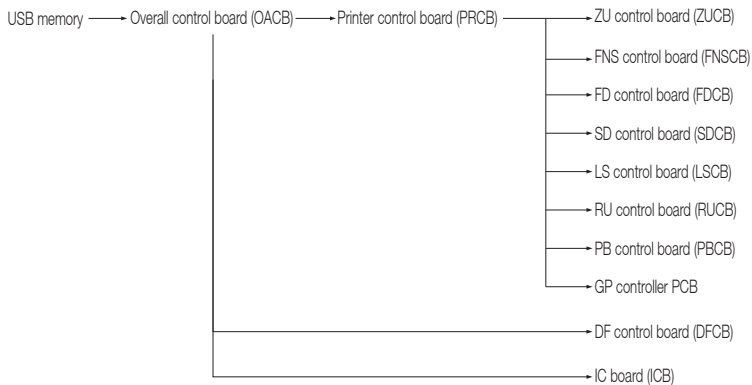 USB memory
Overall control board (OACB)
Printer control board (PRCB)
ZU control board (ZUCB)
FNS control board (FNSCB)
FD control board (FDCB)
SD control board (SDCB)
LS control board (LSCB)
RU control board (RUCB)
PB control board (PBCB)
GP controller PCB
DF control board (DFCB)
IC board (ICB)